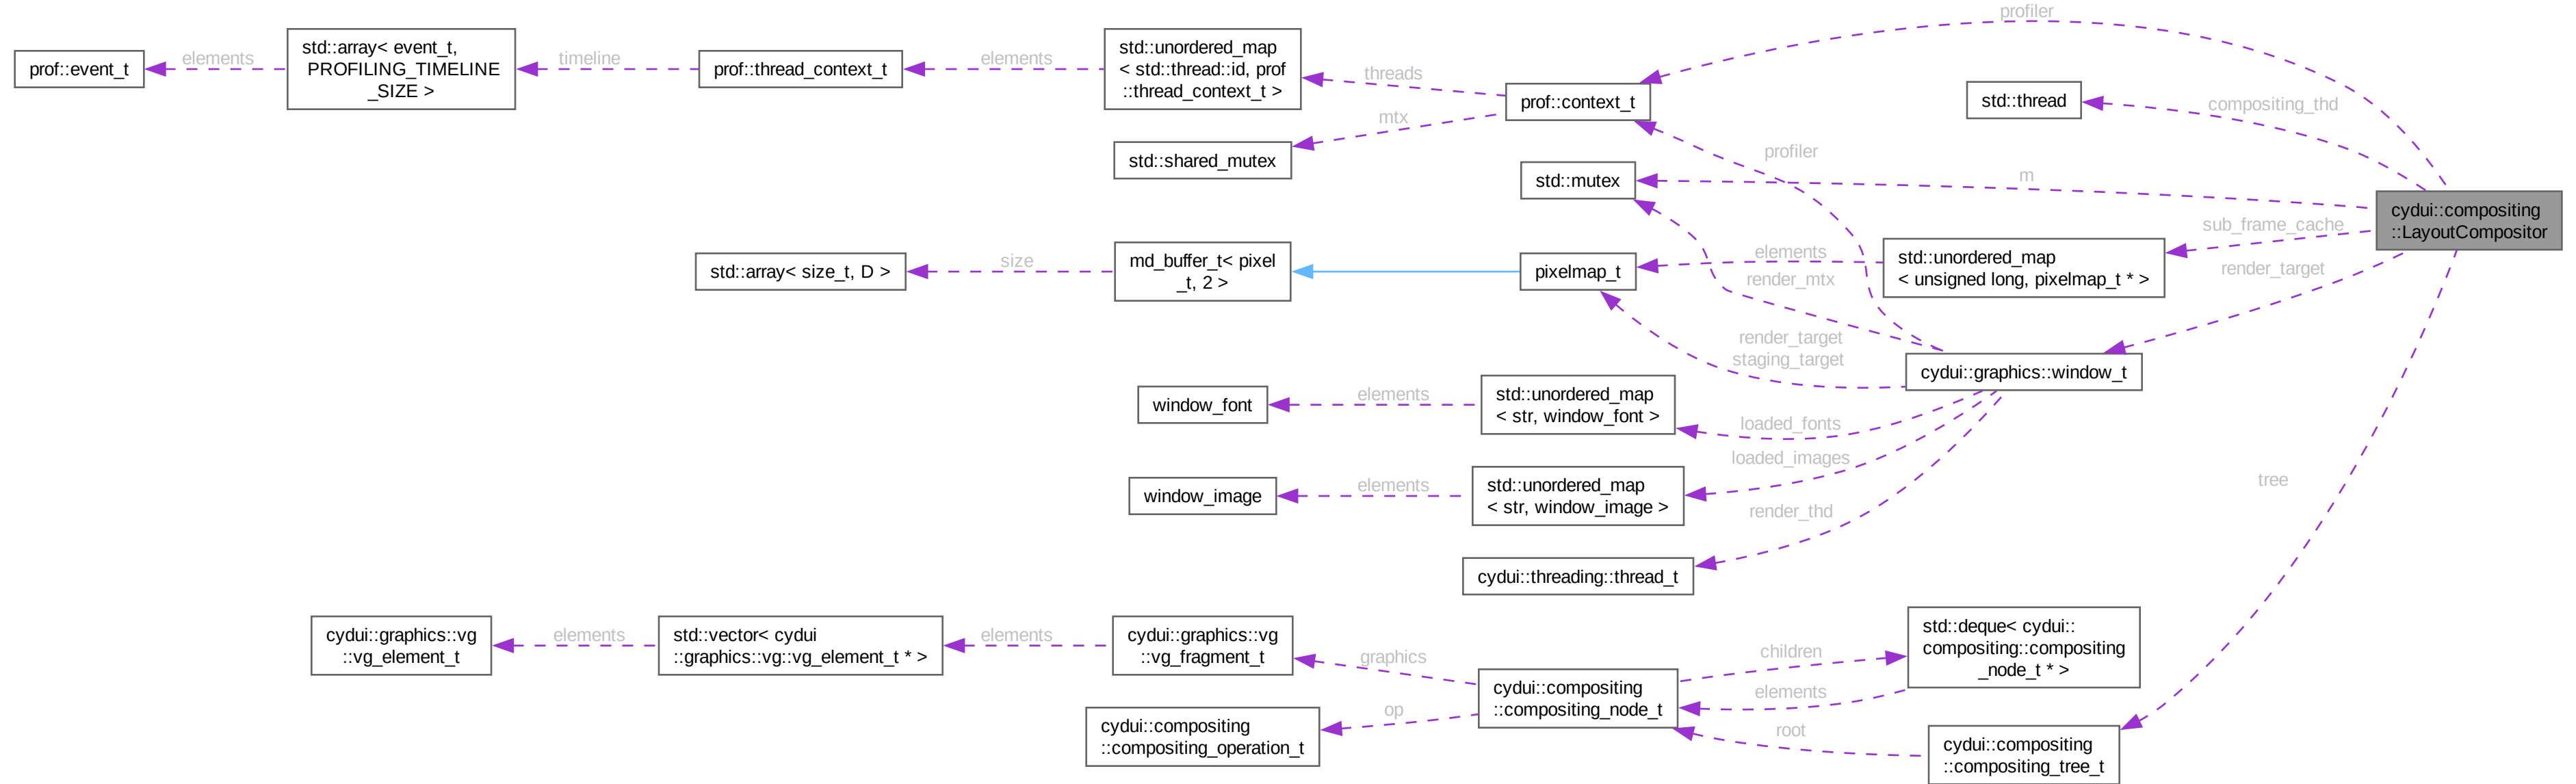 profiler
prof::event_t
elements
std::array< event_t,
PROFILING_TIMELINE
_SIZE >
timeline
prof::thread_context_t
elements
std::unordered_map
< std::thread::id, prof
::thread_context_t >
threads
mtx
prof::context_t
std::shared_mutex
std::thread
compositing_thd
profiler
std::mutex
m
cydui::compositing
::LayoutCompositor
sub_frame_cache
render_target
std::array< size_t, D >
size
md_buffer_t< pixel
_t, 2 >
pixelmap_t
elements
render_mtx
std::unordered_map
< unsigned long, pixelmap_t * >
render_target
staging_target
cydui::graphics::window_t
window_font
elements
std::unordered_map
< str, window_font >
loaded_fonts
loaded_images
window_image
elements
std::unordered_map
< str, window_image >
render_thd
tree
cydui::threading::thread_t
cydui::graphics::vg
::vg_element_t
elements
std::vector< cydui
::graphics::vg::vg_element_t * >
elements
cydui::graphics::vg
::vg_fragment_t
graphics
op
cydui::compositing
::compositing_operation_t
cydui::compositing
::compositing_node_t
children
elements
root
std::deque< cydui::
compositing::compositing
_node_t * >
cydui::compositing
::compositing_tree_t